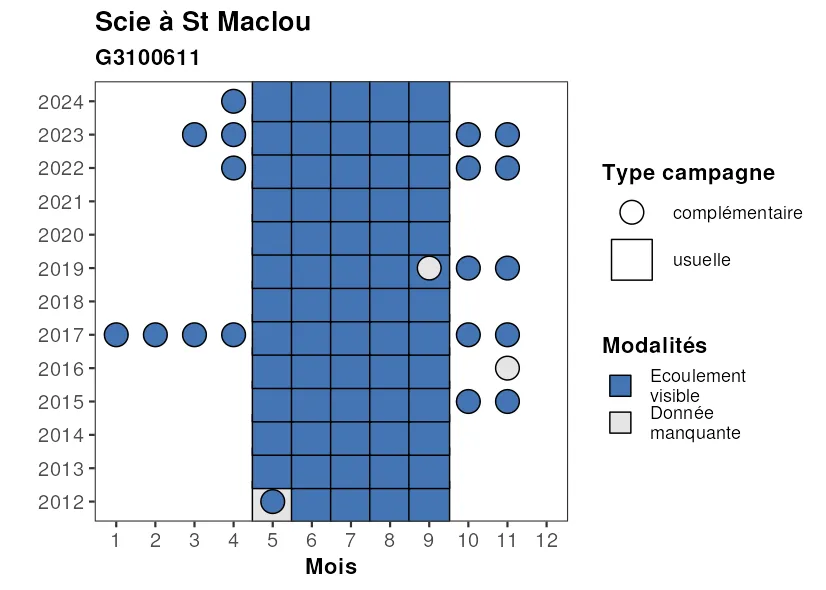 Scie à St Maclou
G3100611
2024
2023
2022
2021
2020
2019
2018
2017
2016
2015
2014
2013
2012
1 2 3 4 5 6 7 8 9 10 11 12
Mois
Type campagne
complémentaire
usuelle
Modalités
Ecoulement
visible
Donnée
manquante